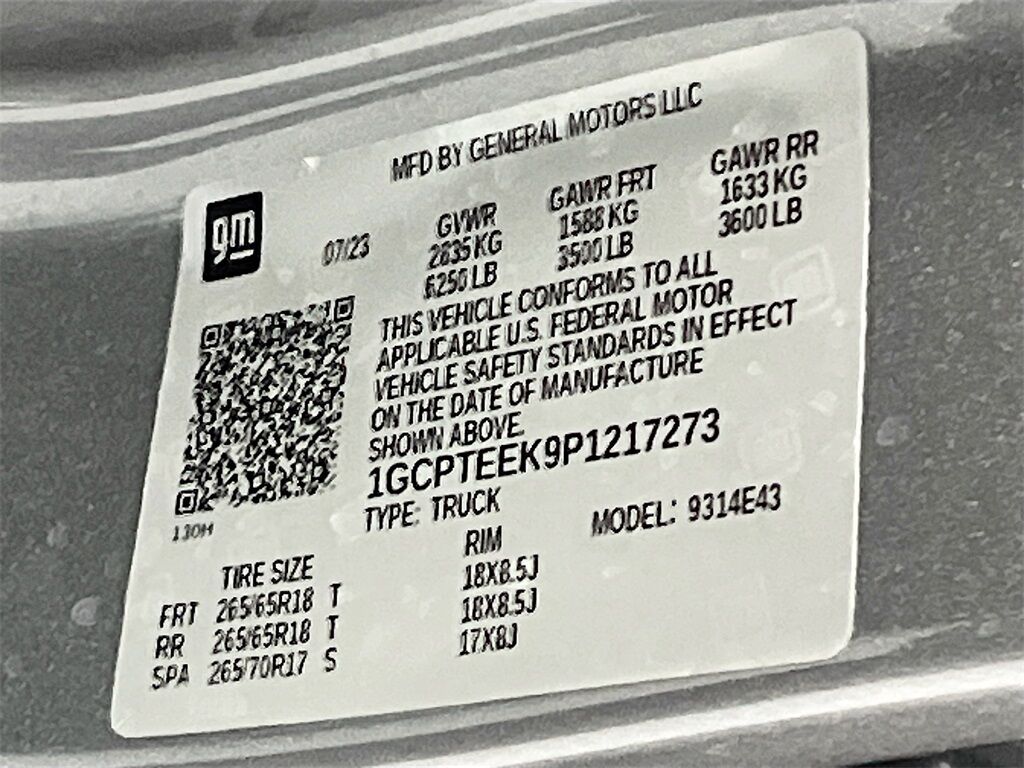 MFD BY GENERAL MOTORS LLC
gm
07/23
GVWR GAWR FRT GAWR RR
2835 KG 1588 KG 1633 KG
6250 LB 3500 LB 3600 LB
THIS VEHICLE CONFORMS TO ALL
APPLICABLE U.S. FEDERAL MOTOR
VEHICLE SAFETY STANDARDS IN EFFECT
ON THE DATE OF MANUFACTURE
SHOWN ABOVE.
1GCPTEEK9P1217273
TYPE: TRUCK MODEL: 9314E43
TIRE SIZE RIM
FRT 265/65R18 T 18X8.5J
RR 265/65R18 T 18X8.5J
SPA 265/70R17 S 17X8J